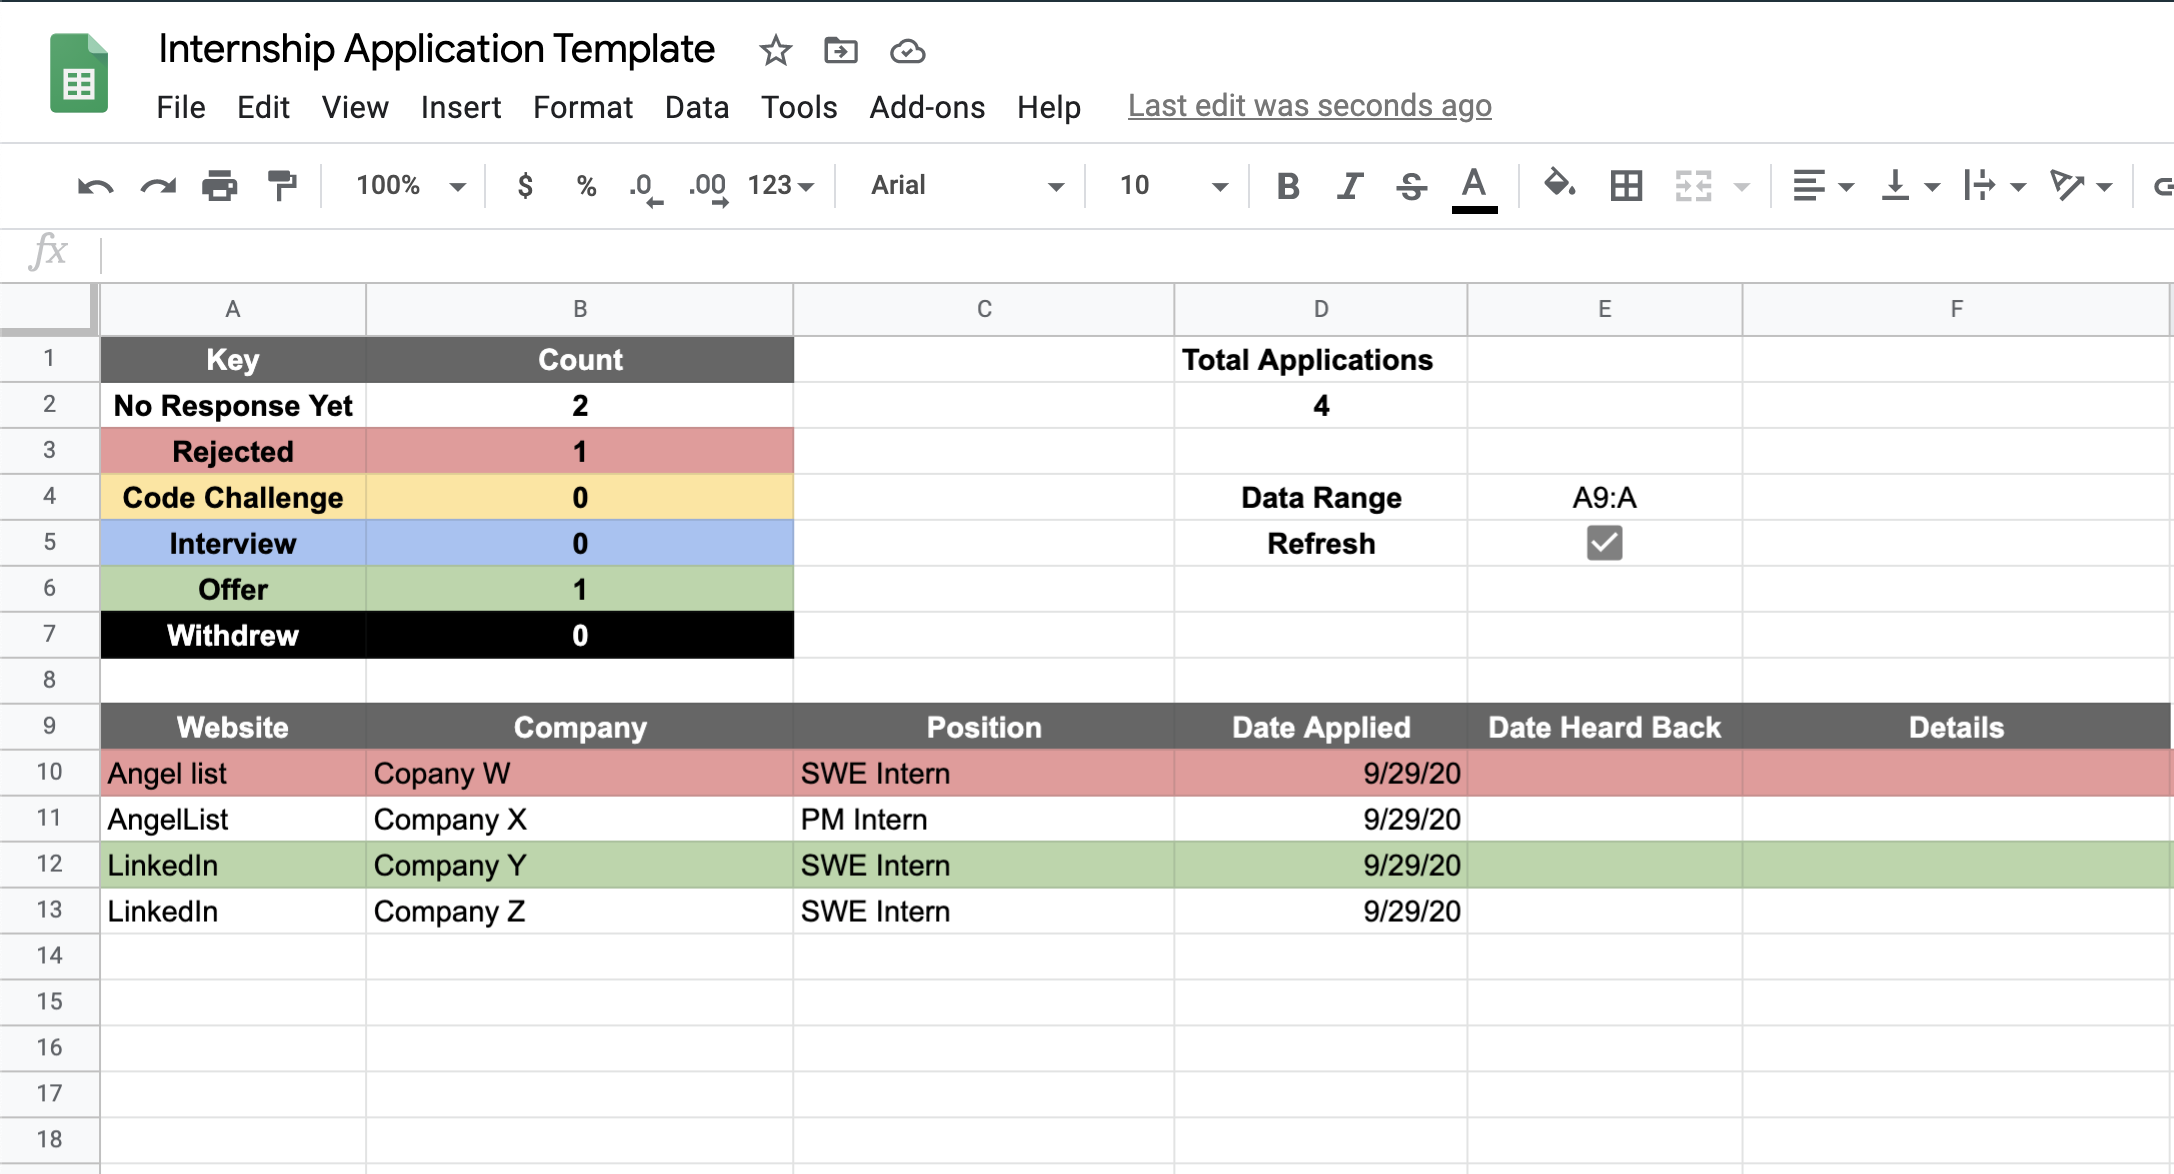 Internship Application Template
File Edit View Insert Format Data Tools Add-ons Help Last edit was seconds ago
100% $ % .0 .00 123 Arial 10 B I S A
fx
A B C D E F
1 Key Count Total Applications
2 No Response Yet 2 4
3 Rejected 1
4 Code Challenge 0 Data Range A9:A
5 Interview 0 Refresh
6 Offer 1
7 Withdrew 0
8
9 Website Company Position Date Applied Date Heard Back Details
10 Angel list Copany W SWE Intern 9/29/20
11 AngelList Company X PM Intern 9/29/20
12 LinkedIn Company Y SWE Intern 9/29/20
13 LinkedIn Company Z SWE Intern 9/29/20
14
15
16
17
18